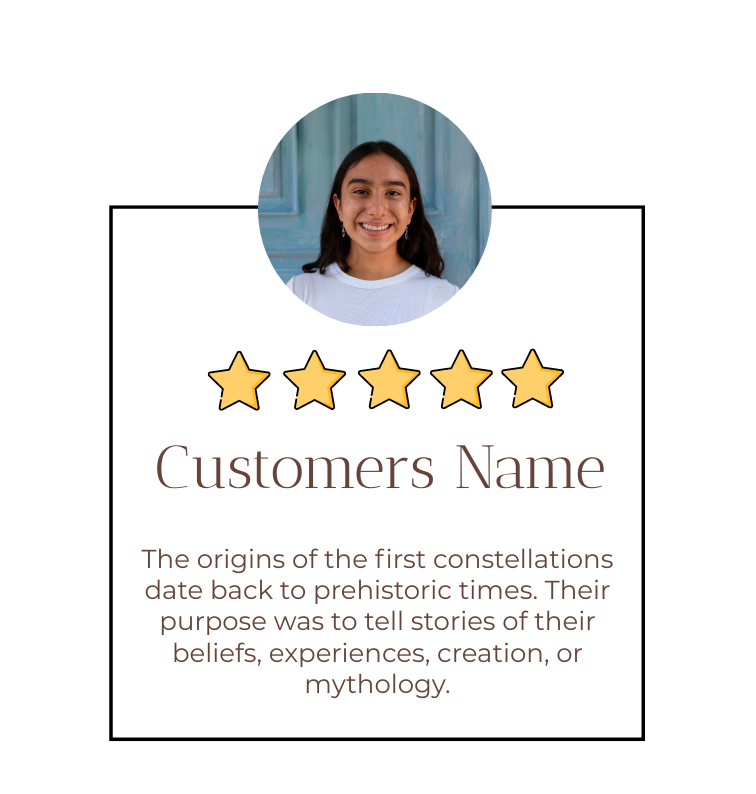 Customers Name
The origins of the first constellations
date back to prehistoric times. Their
purpose was to tell stories of their
beliefs, experiences, creation, or
mythology.